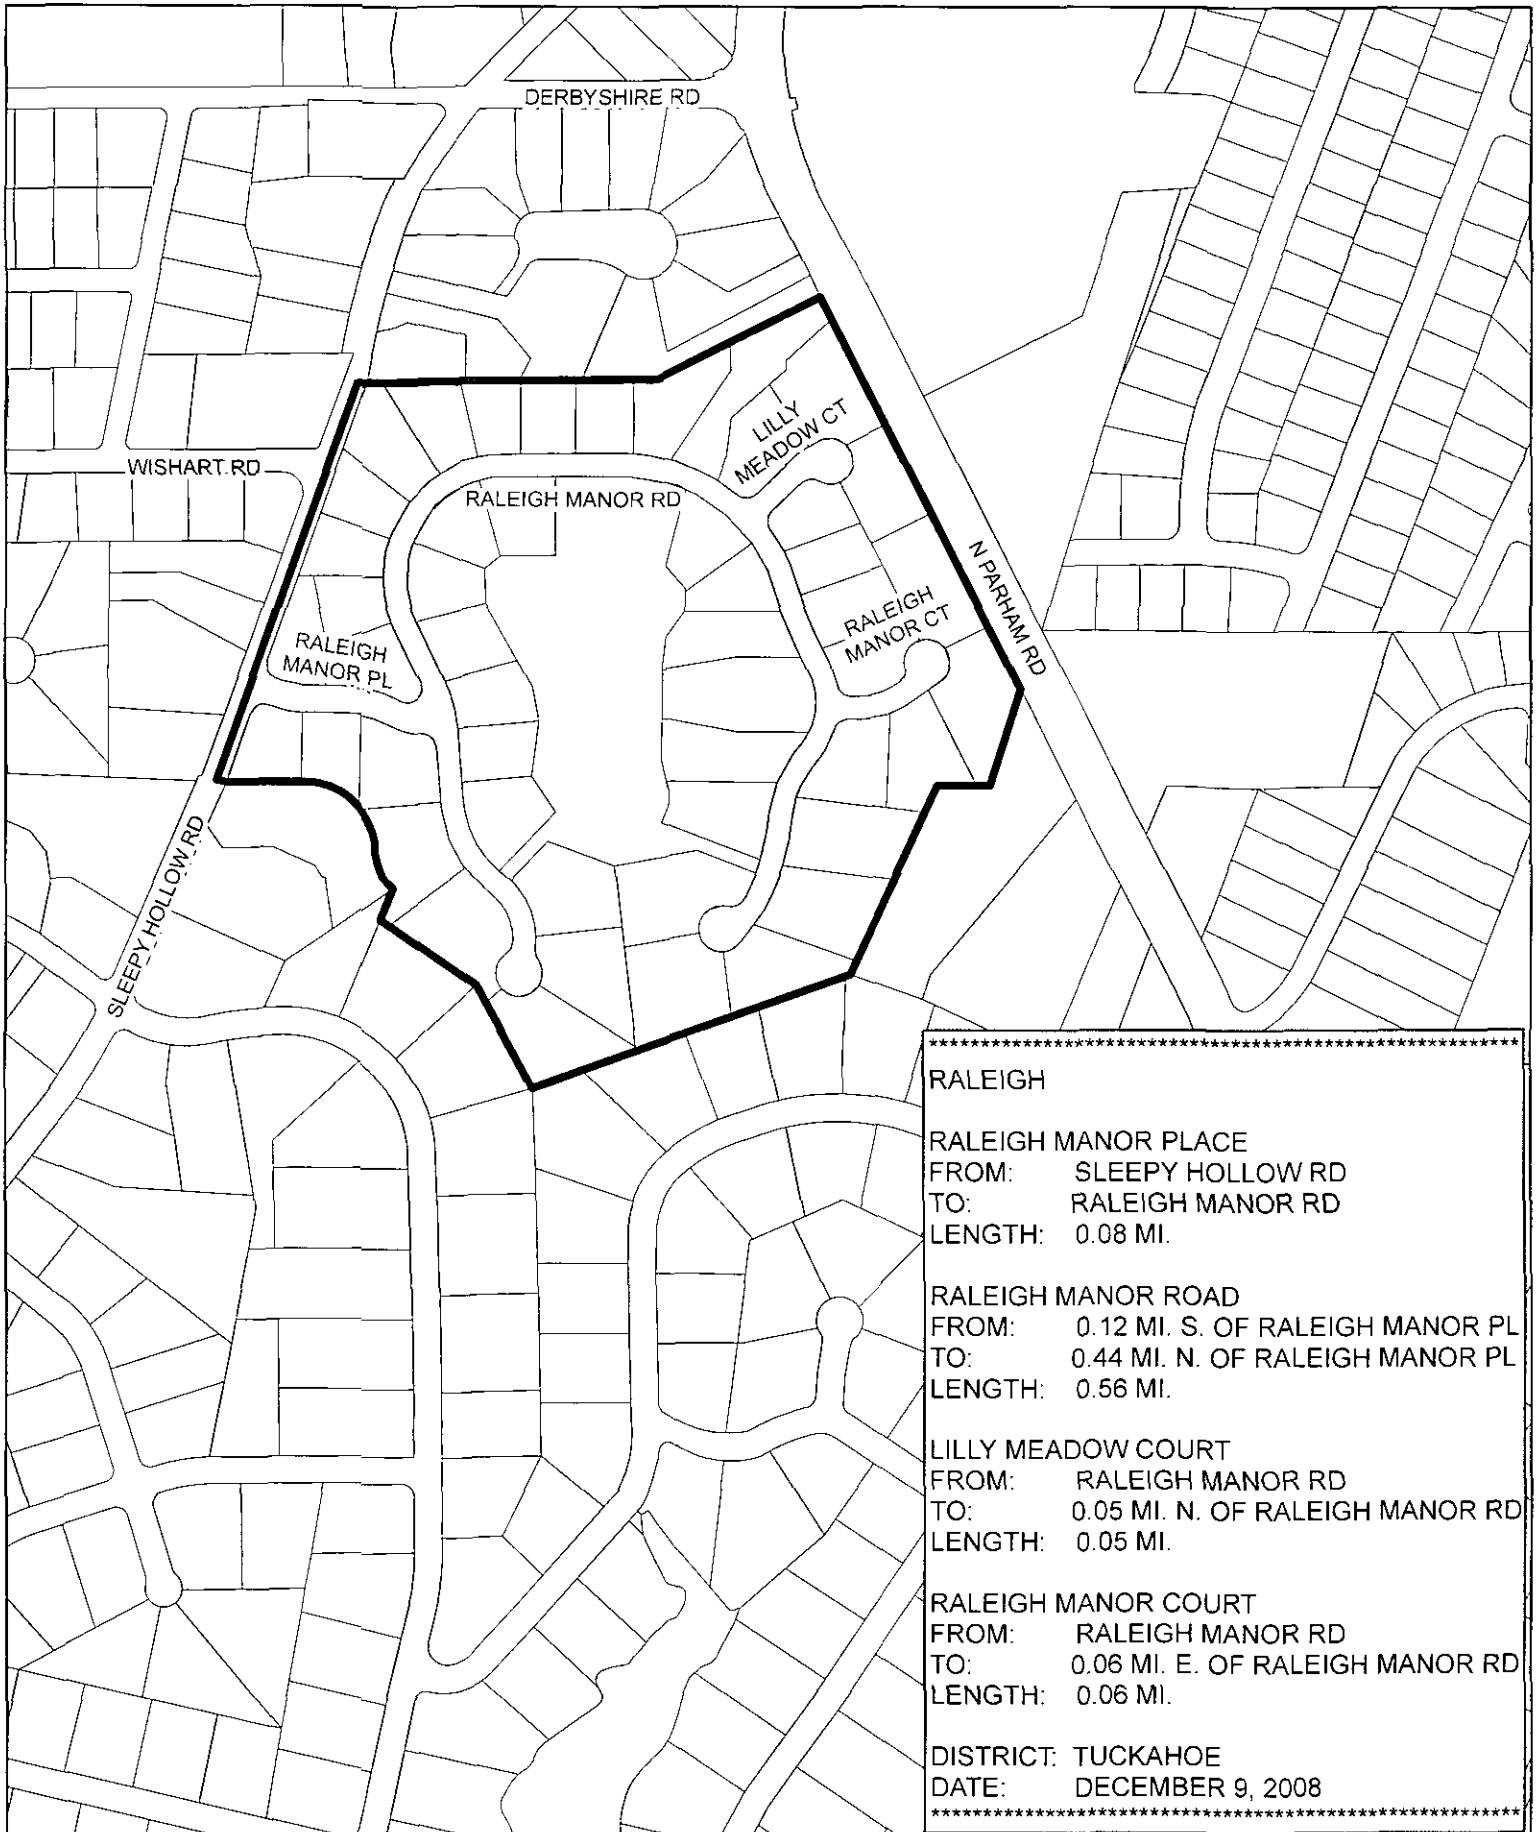 DERBYSHIRE RD
LILLY
MEADOW CT
WISHART RD
RALEIGH MANOR RD
N PARHAM RD
RALEIGH
MANOR CT
RALEIGH
MANOR PL
SLEEPY HOLLOW RD
**********************************************************
RALEIGH
RALEIGH MANOR PLACE
FROM: SLEEPY HOLLOW RD
TO: RALEIGH MANOR RD
LENGTH: 0.08 MI.
RALEIGH MANOR ROAD
FROM: 0.12 MI. S. OF RALEIGH MANOR PL
TO: 0.44 MI. N. OF RALEIGH MANOR PL
LENGTH: 0.56 MI.
LILLY MEADOW COURT
FROM: RALEIGH MANOR RD
TO: 0.05 MI. N. OF RALEIGH MANOR RD
LENGTH: 0.05 MI.
RALEIGH MANOR COURT
FROM: RALEIGH MANOR RD
TO: 0.06 MI. E. OF RALEIGH MANOR RD
LENGTH: 0.06 MI.
DISTRICT: TUCKAHOE
DATE: DECEMBER 9, 2008
**********************************************************